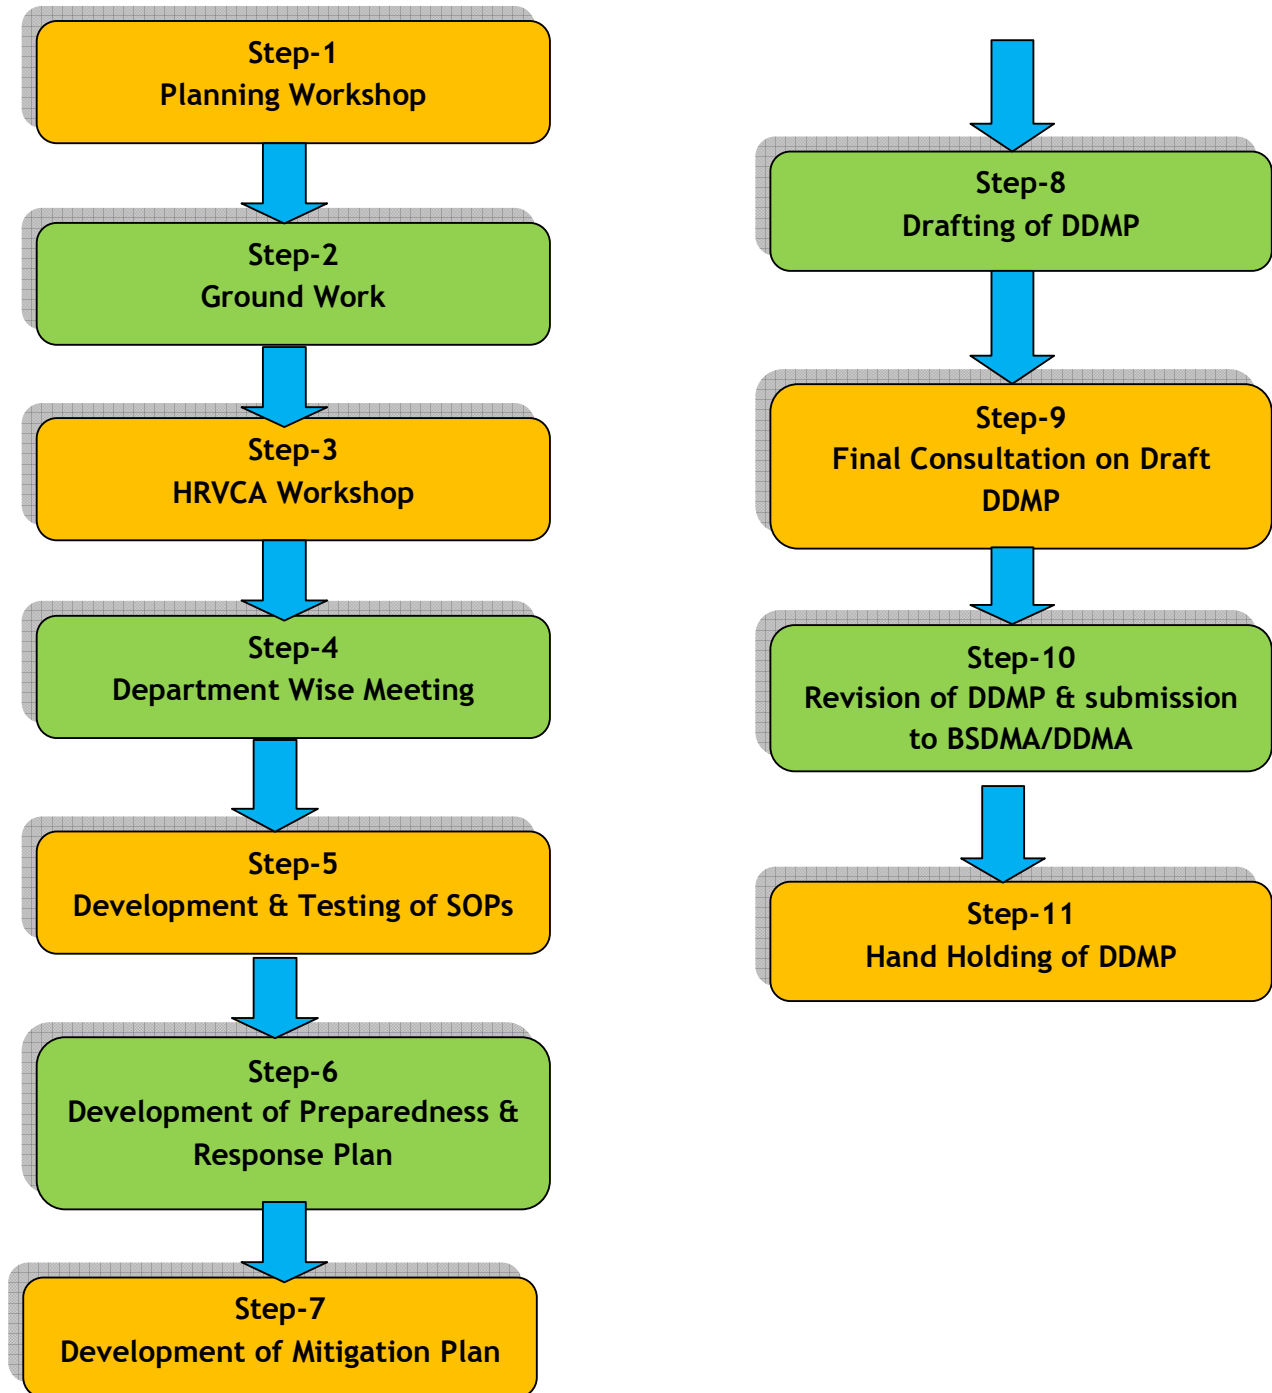 Step-1
Planning Workshop
Step-2
Ground Work
Step-3
HRVCA Workshop
Step-4
Department Wise Meeting
Step-5
Development & Testing of SOPs
Step-6
Development of Preparedness &
Response Plan
Step-7
Development of Mitigation Plan
Step-8
Drafting of DDMP
Step-9
Final Consultation on Draft
DDMP
Step-10
Revision of DDMP & submission
to BSDMA/DDMA
Step-11
Hand Holding of DDMP